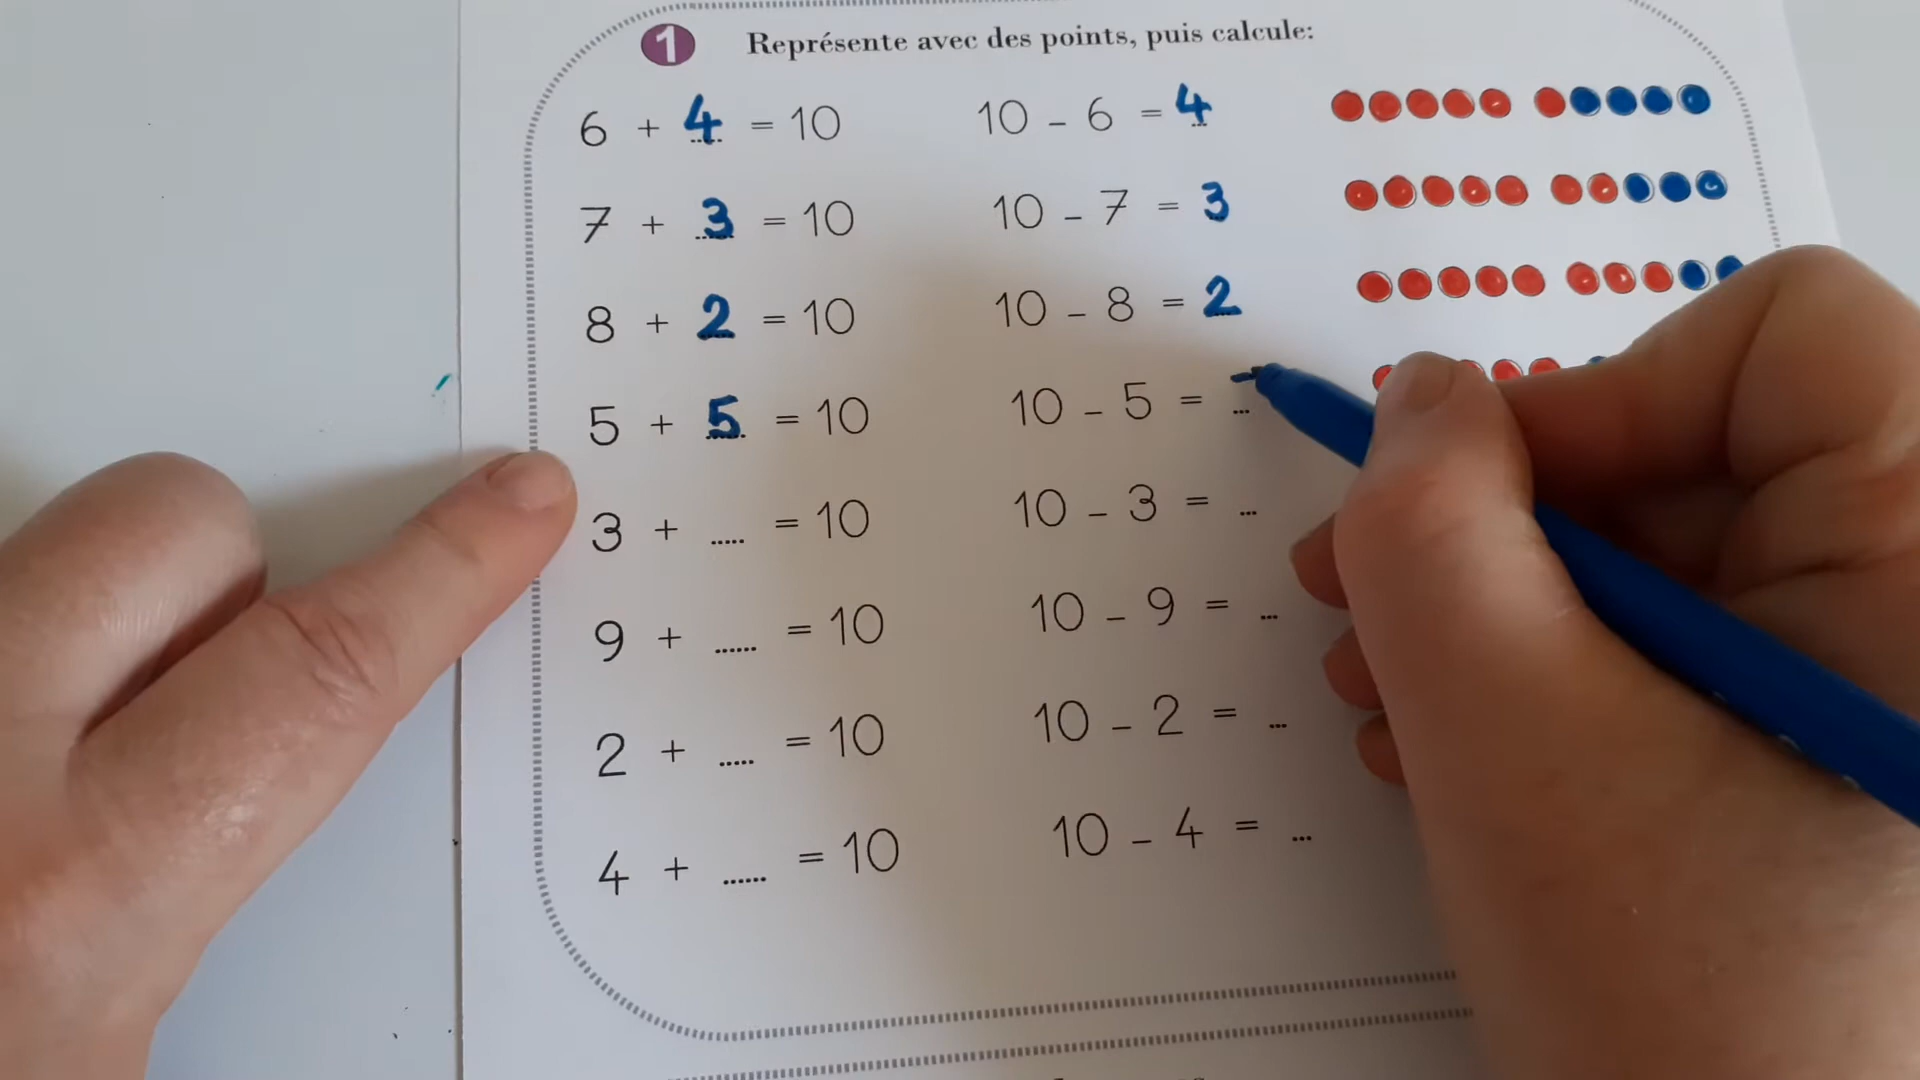 1 Représente avec des points, puis calcule:
6 + 4 = 10 10 - 6 = 4
7 + 3 = 10 10 - 7 = 3
8 + 2 = 10 10 - 8 = 2
5 + 5 = 10 10 - 5 = ...
3 + ..... = 10 10 - 3 = ...
9 + ...... = 10 10 - 9 = ...
2 + ..... = 10 10 - 2 = ...
4 + ...... = 10 10 - 4 = ...